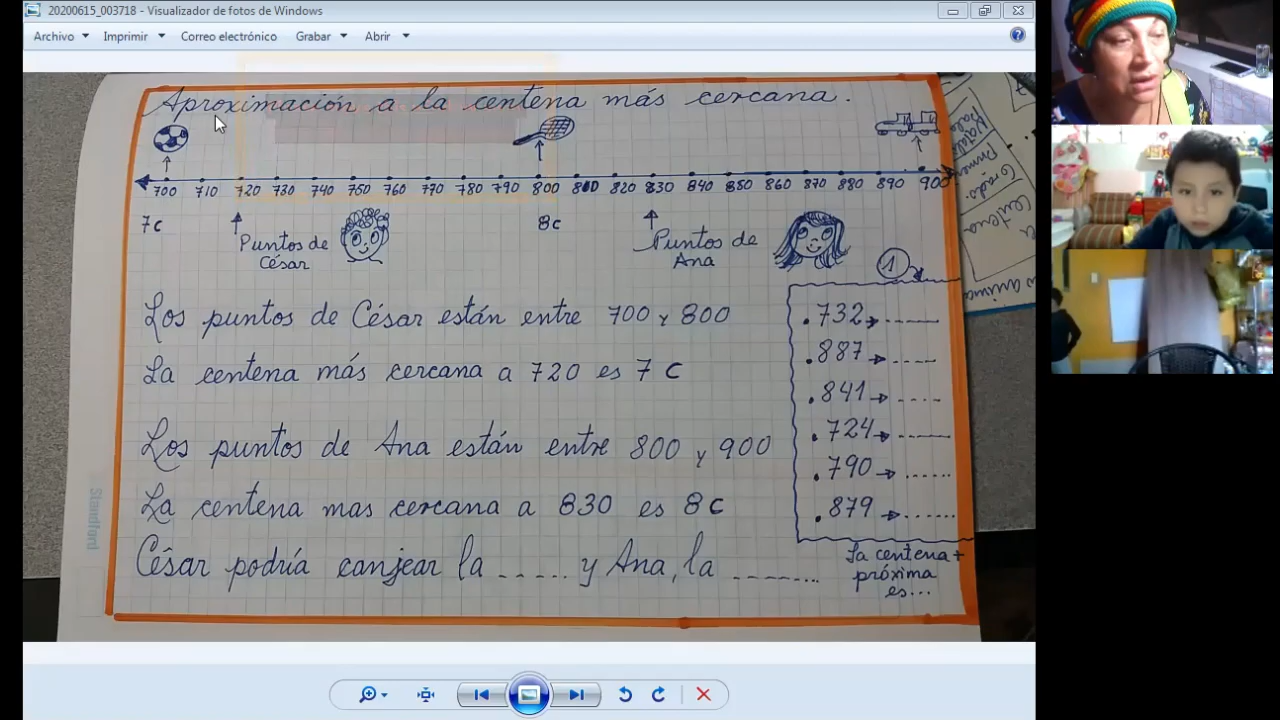 20200615_003718 - Visualizador de fotos de Windows
Archivo Imprimir Correo electrónico Grabar Abrir
Aproximación a la centena más cercana.
700 710 720 730 740 750 760 770 780 790 800 810 820 830 840 850 860 870 880 890 900
7c 8c
Puntos de César
Puntos de Ana
1
Los puntos de César están entre 700 y 800
La centena más cercana a 720 es 7 C
Los puntos de Ana están entre 800 y 900
La centena mas cercana a 830 es 8 C
César podría canjear la ..... y Ana, la .......
.732→ ......
.887→ .....
.841→ ....
.724→ ......
.790→ ......
.879→ ......
La centena +
próxima
es...
Standford